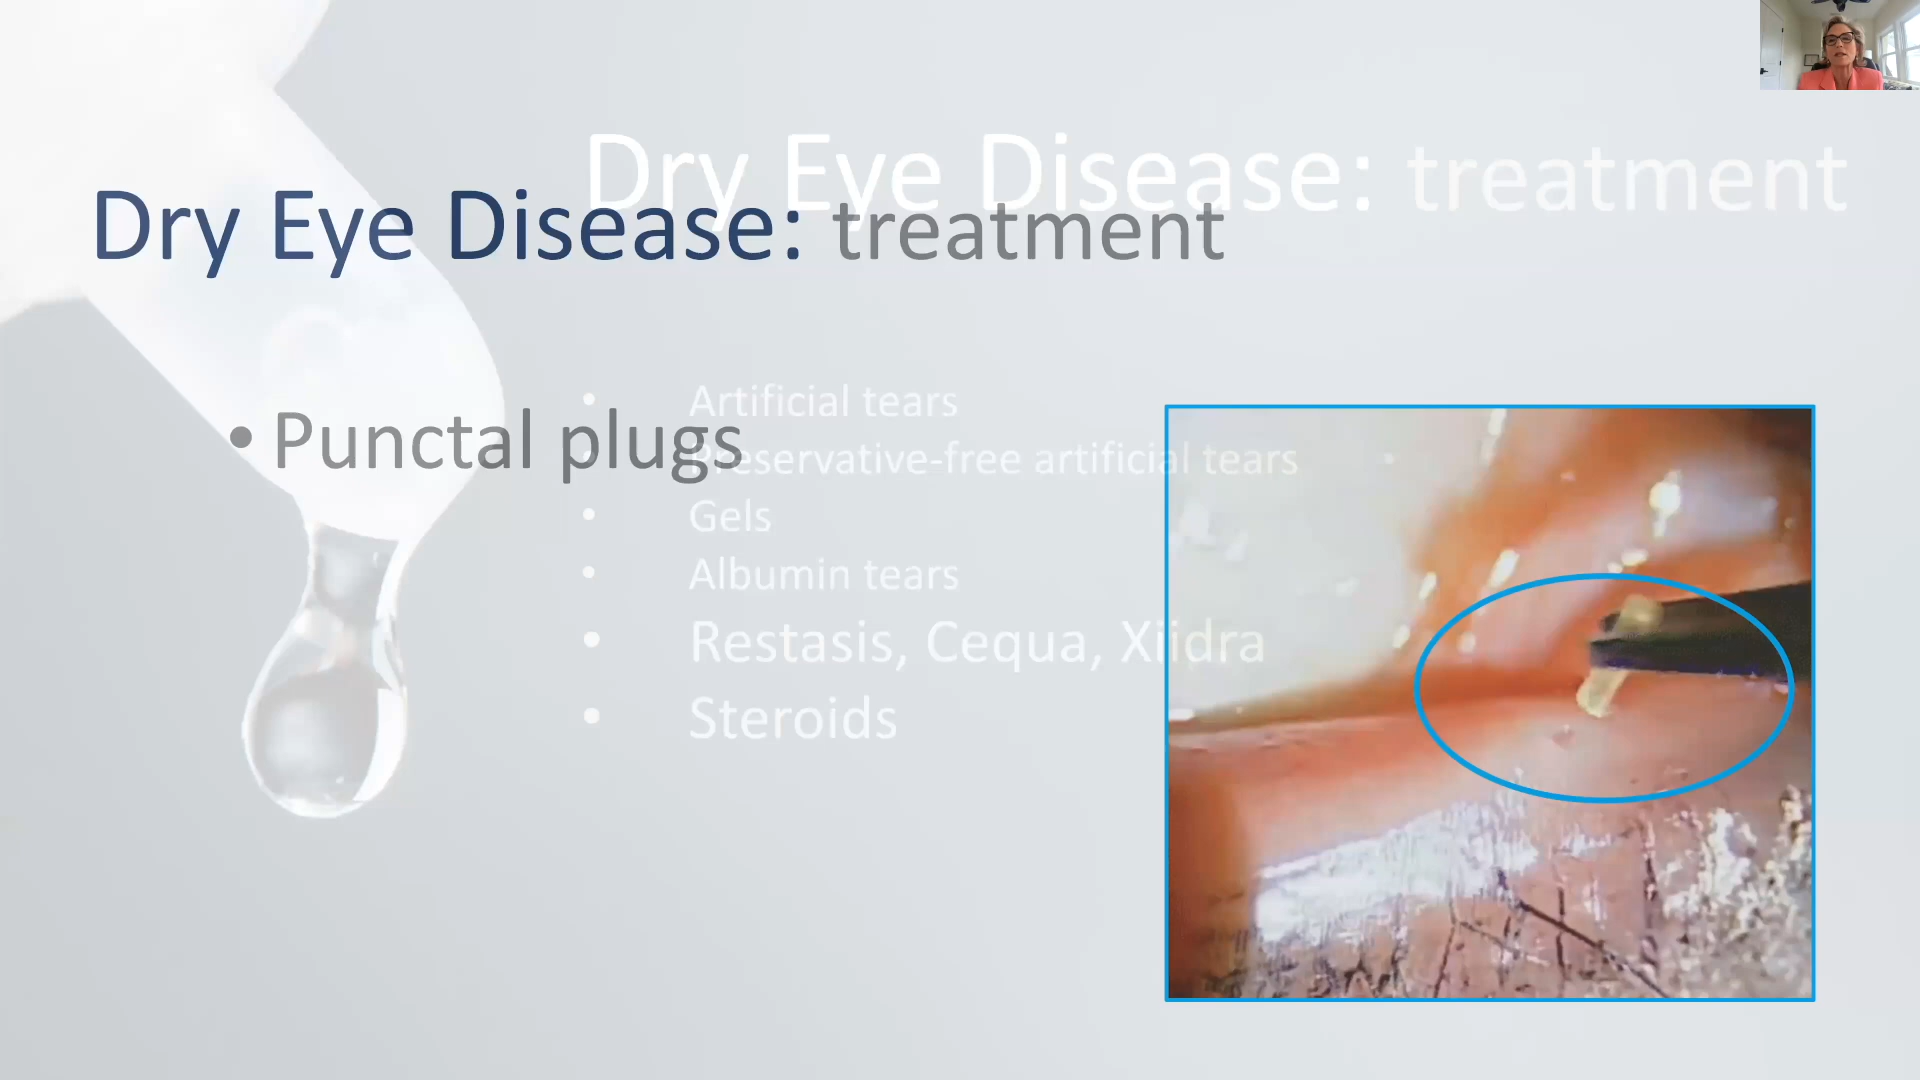 Dry Eye Disease: treatment
Dry Eye Disease: treatment
• Punctal plugs
• Artificial tears
• Preservative-free artificial tears
• Gels
• Albumin tears
• Restasis, Cequa, Xiidra
• Steroids